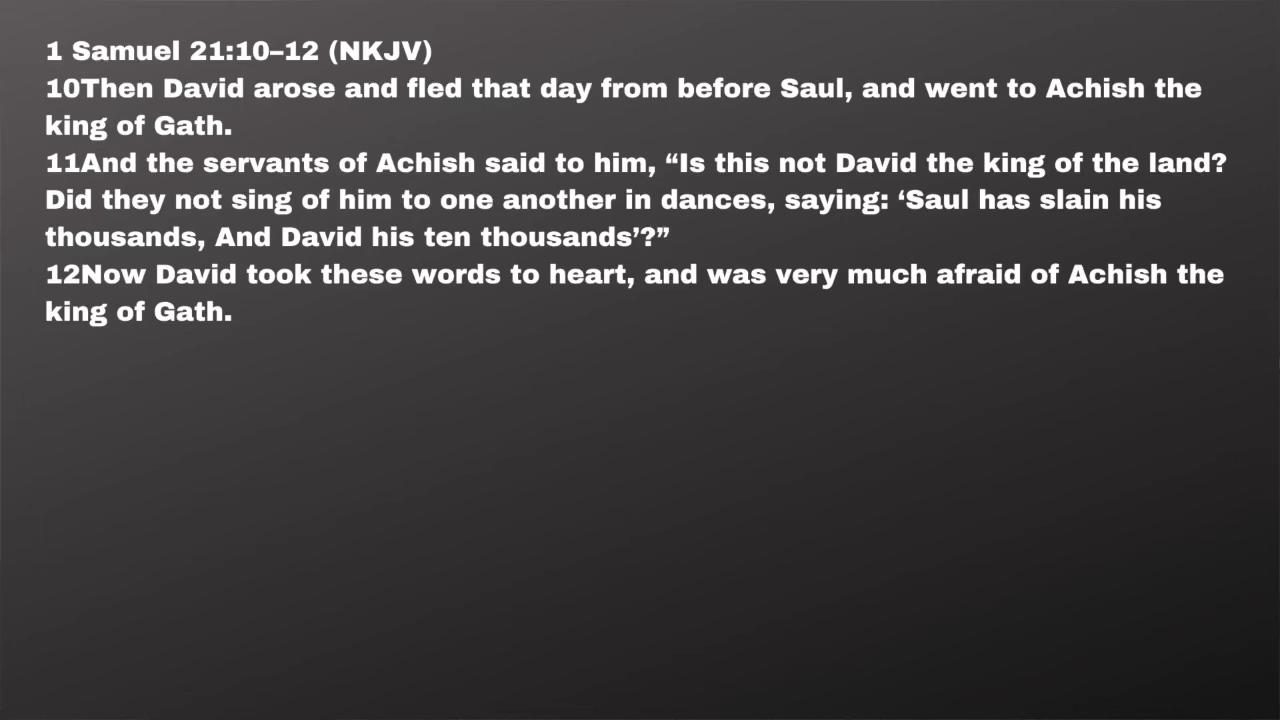 1 Samuel 21:10–12 (NKJV)
10Then David arose and fled that day from before Saul, and went to Achish the
king of Gath.
11And the servants of Achish said to him, “Is this not David the king of the land?
Did they not sing of him to one another in dances, saying: ‘Saul has slain his
thousands, And David his ten thousands’?”
12Now David took these words to heart, and was very much afraid of Achish the
king of Gath.